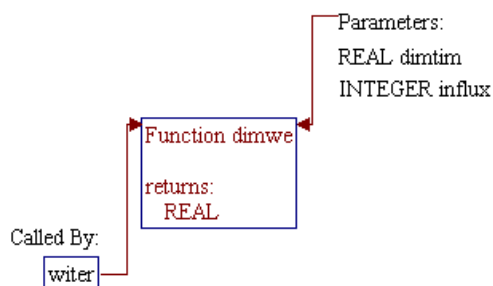 Parameters:
REAL dimtim
INTEGER influx
Function dimwe
returns:
REAL
Called By:
witer